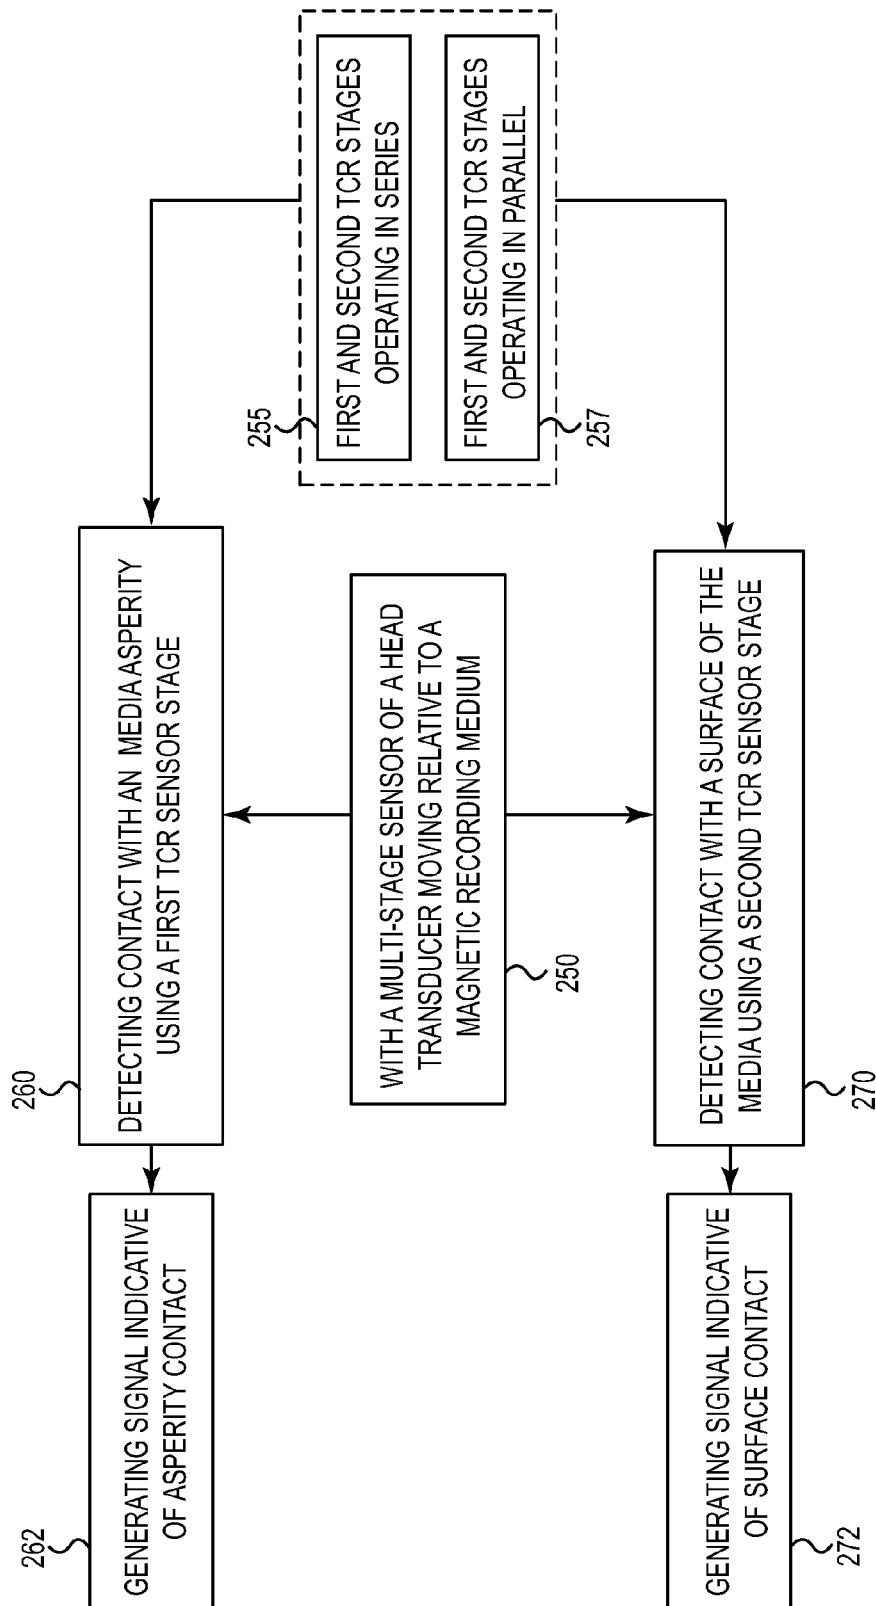 255
FIRST AND SECOND TCR STAGES
OPERATING IN SERIES
FIRST AND SECOND TCR STAGES
OPERATING IN PARALLEL
257
260
DETECTING CONTACT WITH AN MEDIA ASPERITY
USING A FIRST TCR SENSOR STAGE
WITH A MULTI-STAGE SENSOR OF A HEAD
TRANSDUCER MOVING RELATIVE TO A
MAGNETIC RECORDING MEDIUM
250
DETECTING CONTACT WITH A SURFACE OF THE
MEDIA USING A SECOND TCR SENSOR STAGE
270
262
GENERATING SIGNAL INDICATIVE
OF ASPERITY CONTACT
GENERATING SIGNAL INDICATIVE
OF SURFACE CONTACT
272